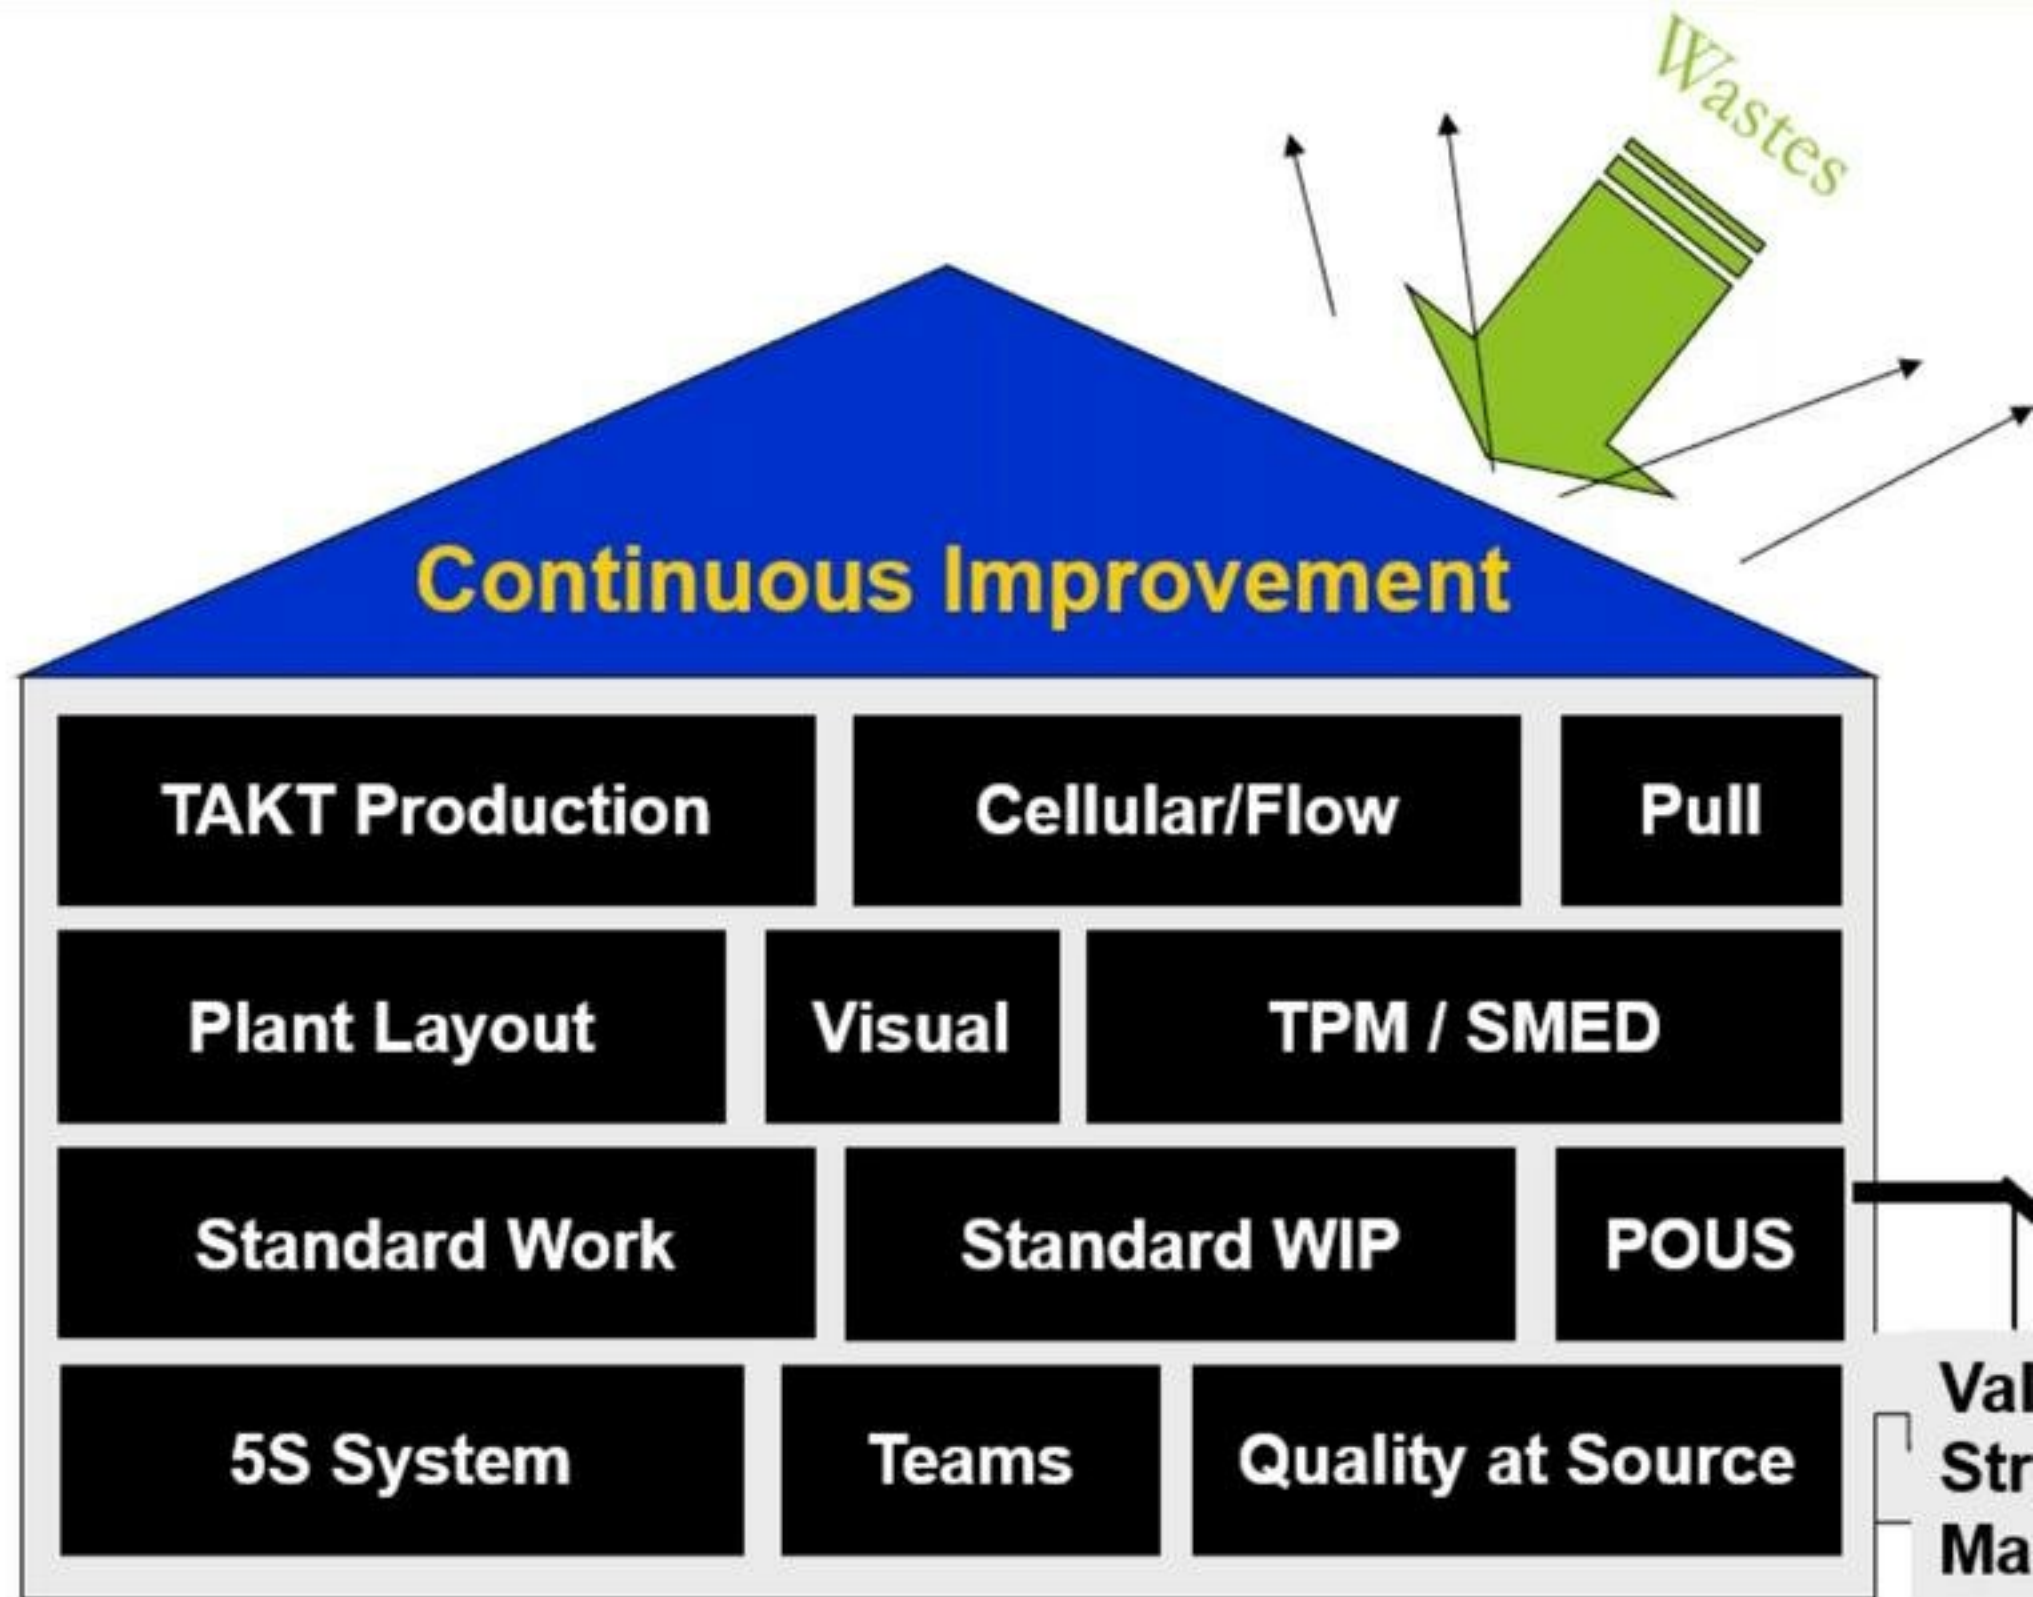 Wastes
Continuous Improvement
TAKT Production
Cellular/Flow
Pull
Plant Layout
Visual
TPM / SMED
Standard Work
Standard WIP
POUS
5S System
Teams
Quality at Source